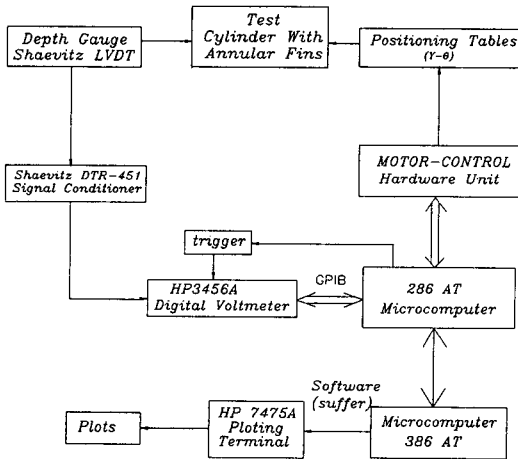 Depth Gauge
Shaevitz LVDT
Test
Cylinder With
Annular Fins
Positioning Tables
(Y-θ)
Shaevitz DTR-451
Signal Conditioner
MOTOR-CONTROL
Hardware Unit
trigger
HP3456A
Digital Voltmeter
GPIB
286 AT
Microcomputer
Software
(suffer)
Plots
HP 7475A
Ploting
Terminal
Microcomputer
386 AT